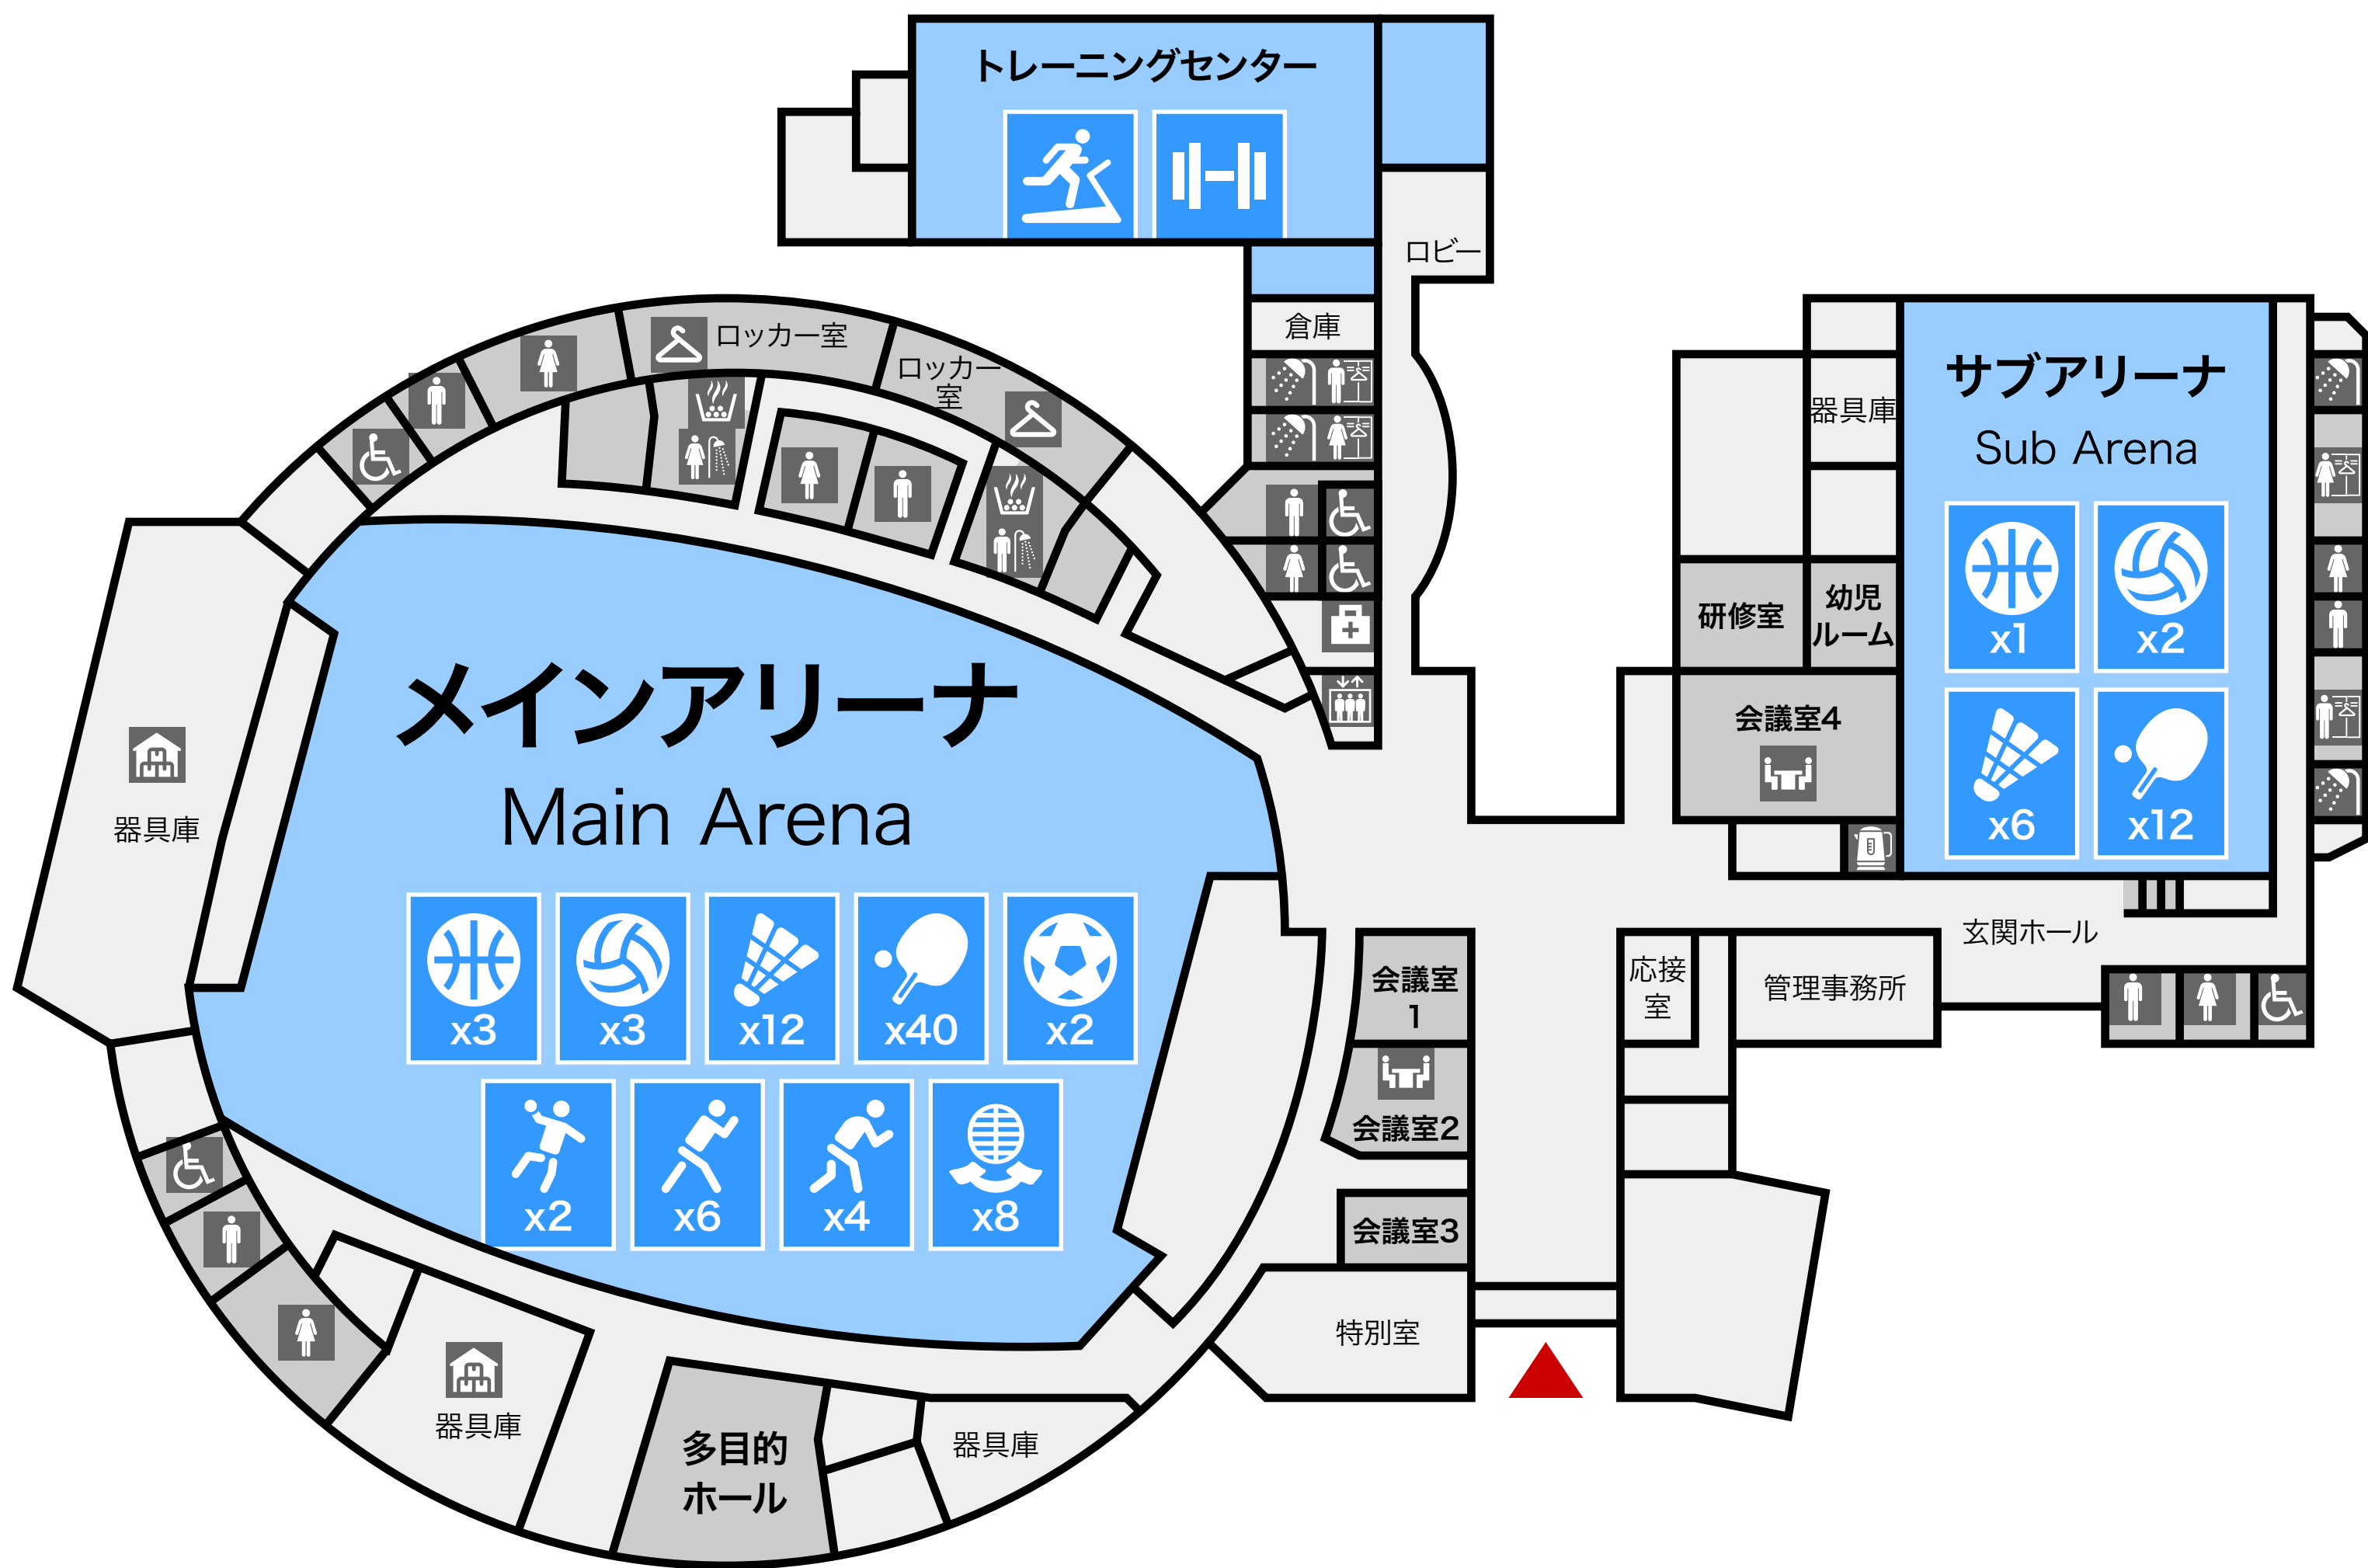 トレーニングセンター
ロビー
倉庫
ロッカー室
ロッカー
室
サブアリーナ
Sub Arena
器具庫
x1
x2
x6
x12
研修室
幼児
ルーム
会議室4
メインアリーナ
Main Arena
器具庫
x3
x3
x12
x40
x2
x2
x6
x4
x8
玄関ホール
会議室
1
応接
室
管理事務所
会議室2
会議室3
特別室
器具庫
多目的
ホール
器具庫